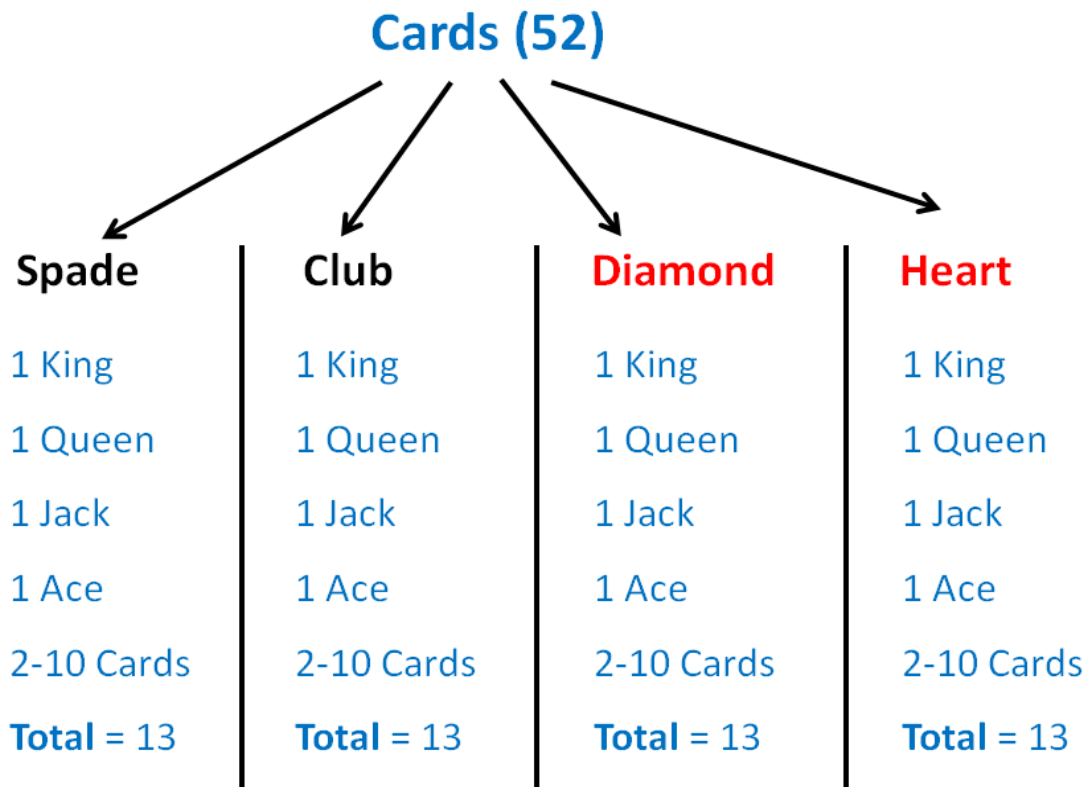 Cards (52)
Spade
1 King
1 Queen
1 Jack
1 Ace
2-10 Cards
Total = 13
Club
1 King
1 Queen
1 Jack
1 Ace
2-10 Cards
Total = 13
Diamond
1 King
1 Queen
1 Jack
1 Ace
2-10 Cards
Total = 13
Heart
1 King
1 Queen
1 Jack
1 Ace
2-10 Cards
Total = 13